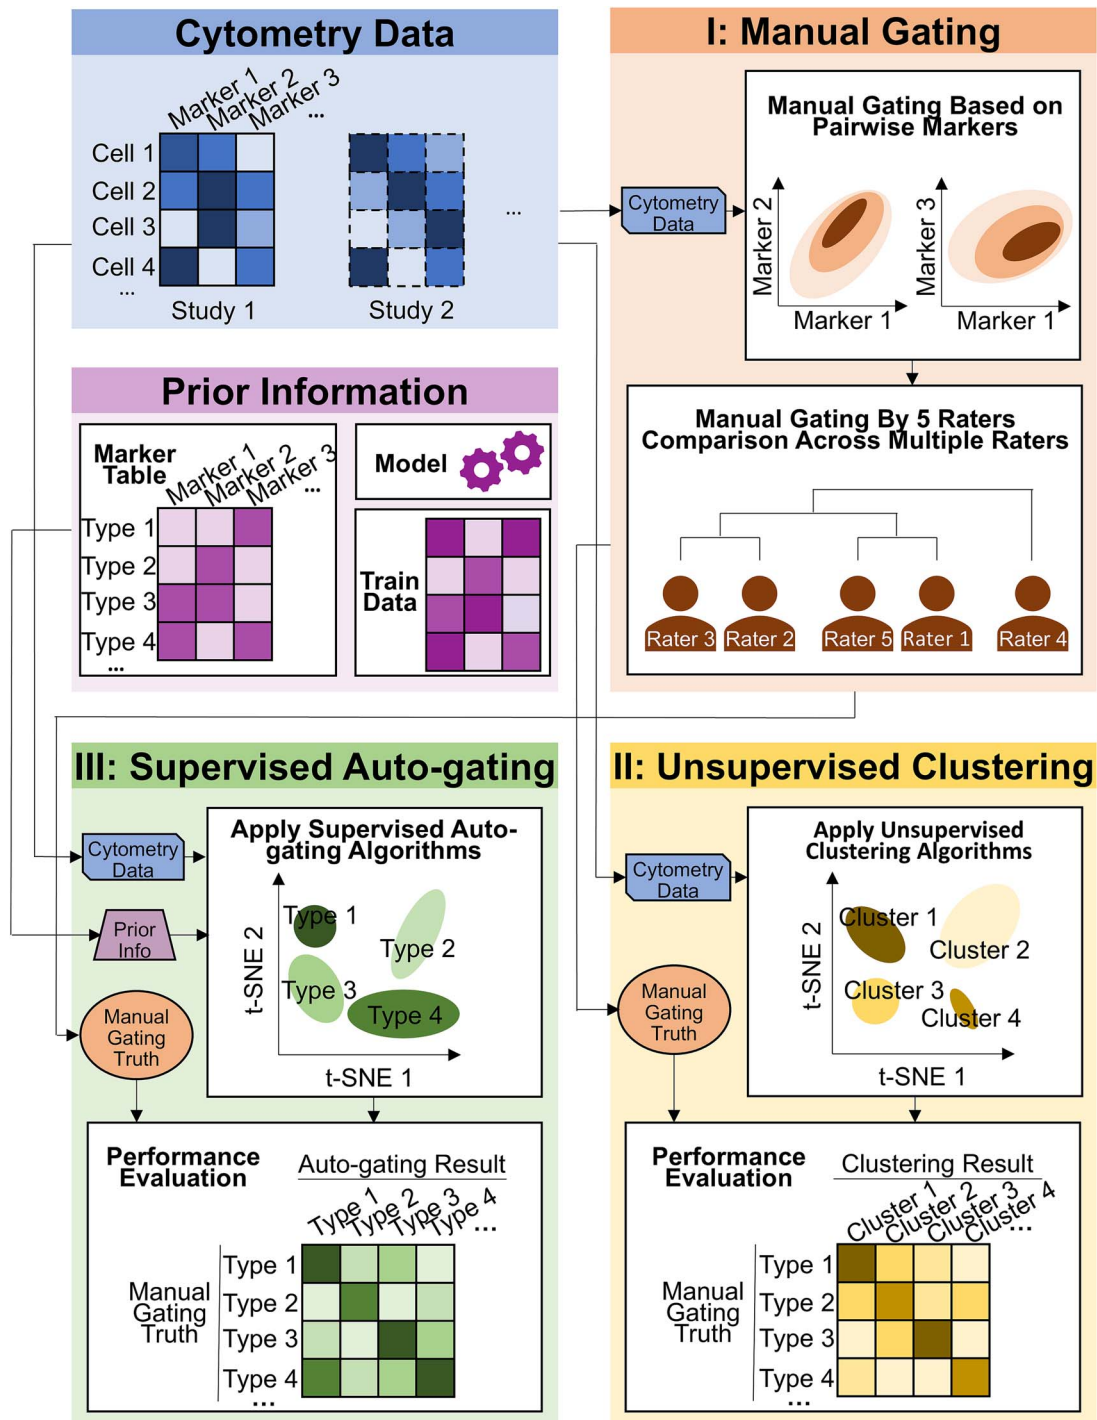 Cytometry Data
Marker 1
Marker 2
Marker 3
...
Cell 1
Cell 2
Cell 3
Cell 4
...
...
Study 1
Study 2
I: Manual Gating
Manual Gating Based on
Pairwise Markers
Cytometry
Data
Marker 2
Marker 1
Marker 3
Marker 1
Manual Gating By 5 Raters
Comparison Across Multiple Raters
Rater 3
Rater 2
Rater 5
Rater 1
Rater 4
Prior Information
Marker
Table
Marker 1
Marker 2
Marker 3
...
Type 1
Type 2
Type 3
Type 4
...
Model
Train
Data
III: Supervised Auto-gating
Cytometry
Data
Prior
Info
Manual
Gating
Truth
Apply Supervised Auto-
gating Algorithms
t-SNE 2
Type 1
Type 2
Type 3
Type 4
t-SNE 1
Performance
Evaluation
Auto-gating Result
Type 1
Type 2
Type 3
Type 4
...
Manual
Gating
Truth
Type 1
Type 2
Type 3
Type 4
...
II: Unsupervised Clustering
Cytometry
Data
Manual
Gating
Truth
Apply Unsupervised
Clustering Algorithms
t-SNE 2
Cluster 1
Cluster 2
Cluster 3
Cluster 4
t-SNE 1
Performance
Evaluation
Clustering Result
Cluster 1
Cluster 2
Cluster 3
Cluster 4
...
Manual
Gating
Truth
Type 1
Type 2
Type 3
Type 4
...